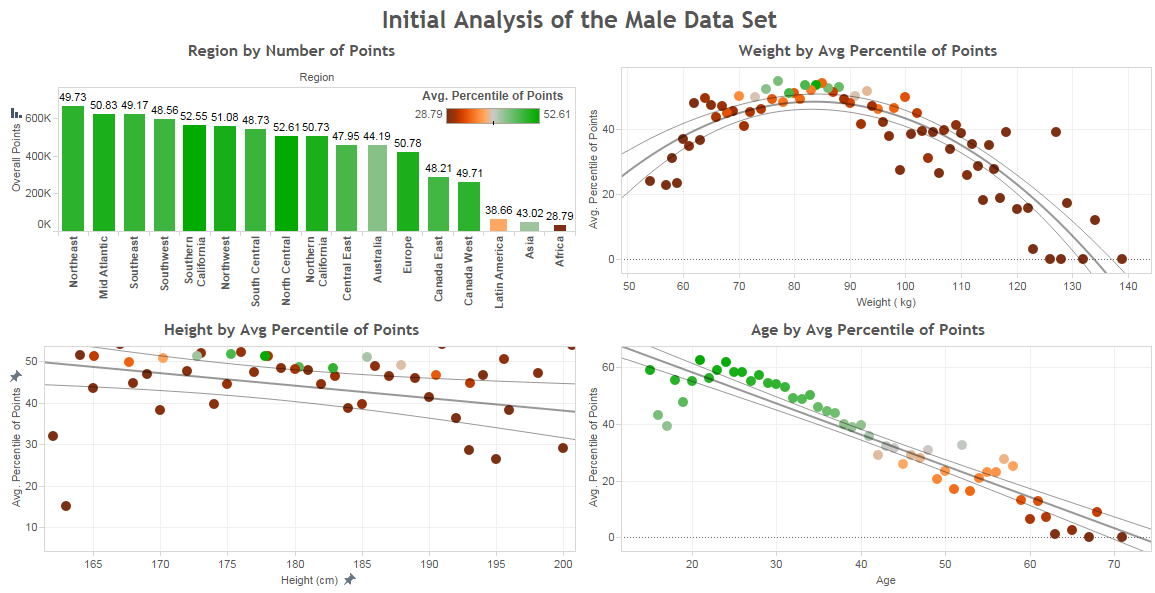 Initial Analysis of the Male Data Set
Region by Number of Points
Region
Avg. Percentile of Points
28.79 52.61
Overall Points
600K
400K
200K
0K
49.73 50.83 49.17 48.56 52.55 51.08 48.73 52.61 50.73 47.95 44.19 50.78 48.21 49.71 38.66 43.02 28.79
Northeast
Mid Atlantic
Southeast
Southwest
Southern
California
Northwest
South Central
North Central
Northern
California
Central East
Australia
Europe
Canada East
Canada West
Latin America
Asia
Africa
Weight by Avg Percentile of Points
Avg. Percentile of Points
40
20
0
50 60 70 80 90 100 110 120 130 140
Weight ( kg)
Height by Avg Percentile of Points
Avg. Percentile of Points
50
40
30
20
10
165 170 175 180 185 190 195 200
Height (cm)
Age by Avg Percentile of Points
Avg. Percentile of Points
60
40
20
0
20 30 40 50 60 70
Age